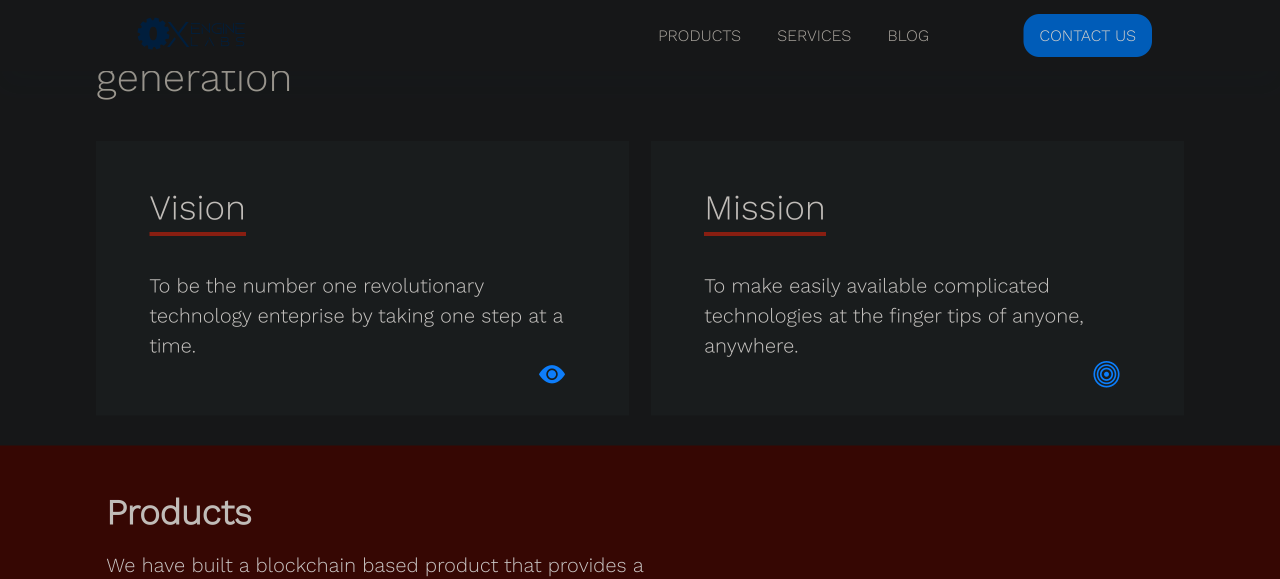 PRODUCTS SERVICES BLOG CONTACT US
generation
Vision
To be the number one revolutionary
technology enteprise by taking one step at a
time.
Mission
To make easily available complicated
technologies at the finger tips of anyone,
anywhere.
Products
We have built a blockchain based product that provides a